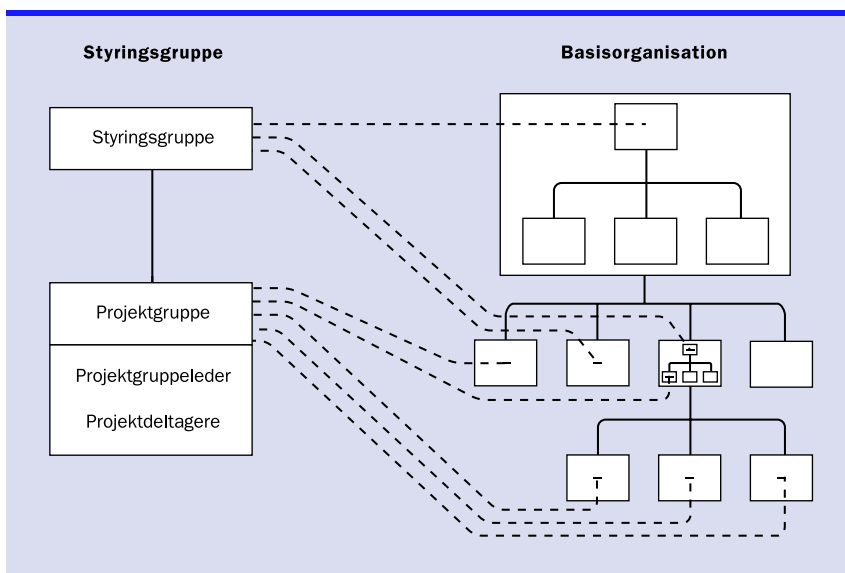 Styringsgruppe
Basisorganisation
Styringsgruppe
Projektgruppe
Projektgruppeleder
Projektdeltagere